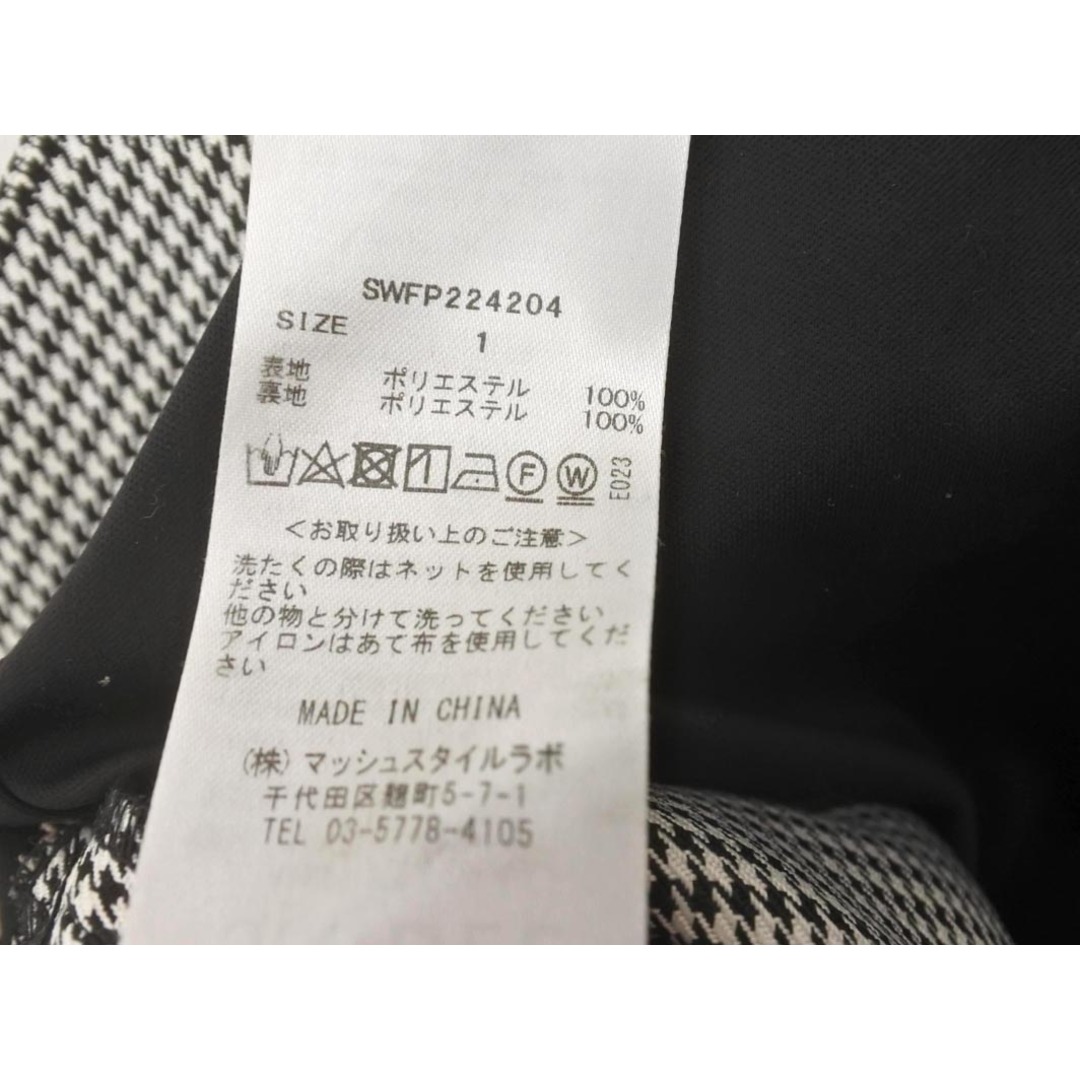 SWFP224204
SIZE 1
表地 ポリエステル 100%
裏地 ポリエステル 100%
F W E023
<お取り扱い上のご注意>
洗たくの際はネットを使用してく
ださい
他の物と分けて洗ってください
アイロンはあて布を使用してくだ
さい
MADE IN CHINA
(株)マッシュスタイルラボ
千代田区麹町5-7-1
TEL 03-5778-4105